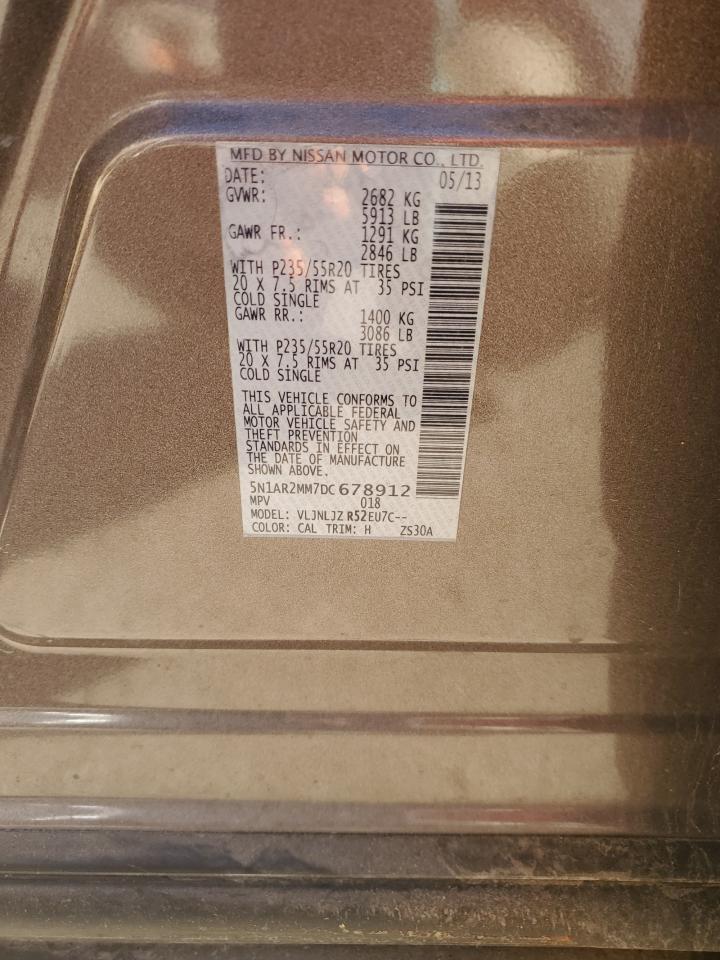 MFD BY NISSAN MOTOR CO., LTD.
DATE: 05/13
GVWR: 2682 KG
5913 LB
GAWR FR.: 1291 KG
2846 LB
WITH P235/55R20 TIRES
20 X 7.5 RIMS AT 35 PSI
COLD SINGLE
GAWR RR.: 1400 KG
3086 LB
WITH P235/55R20 TIRES
20 X 7.5 RIMS AT 35 PSI
COLD SINGLE
THIS VEHICLE CONFORMS TO
ALL APPLICABLE FEDERAL
MOTOR VEHICLE SAFETY AND
THEFT PREVENTION
STANDARDS IN EFFECT ON
THE DATE OF MANUFACTURE
SHOWN ABOVE.
5N1AR2MM7DC678912
MPV 018
MODEL: VLJNLJZ R52EU7C--
COLOR: CAL TRIM: H ZS30A